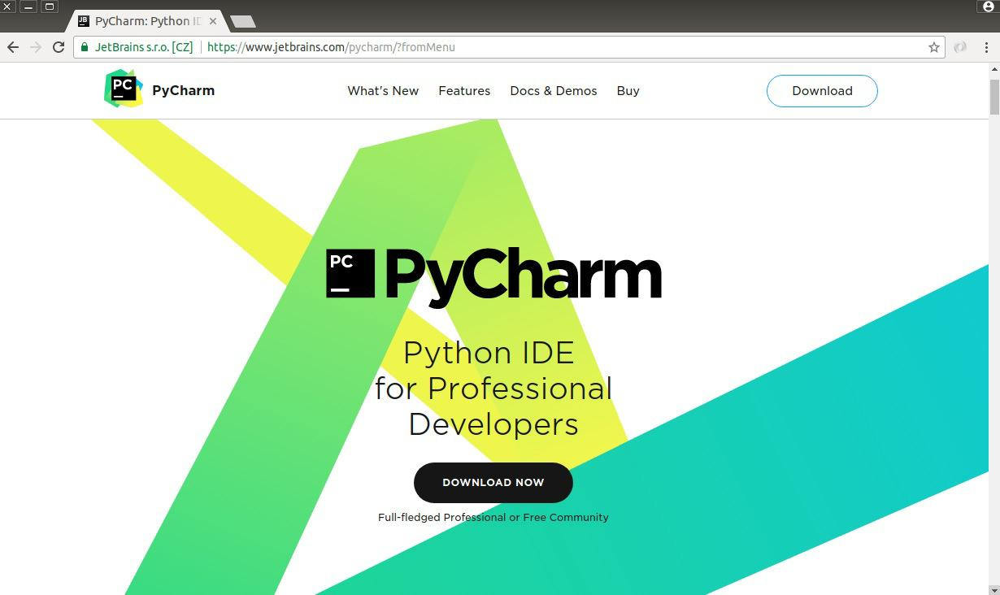 JB PyCharm: Python ID
JetBrains s.r.o. [CZ] https://www.jetbrains.com/pycharm/?fromMenu
PC PyCharm What's New Features Docs & Demos Buy Download
PC PyCharm
Python IDE
for Professional
Developers
DOWNLOAD NOW
Full-fledged Professional or Free Community